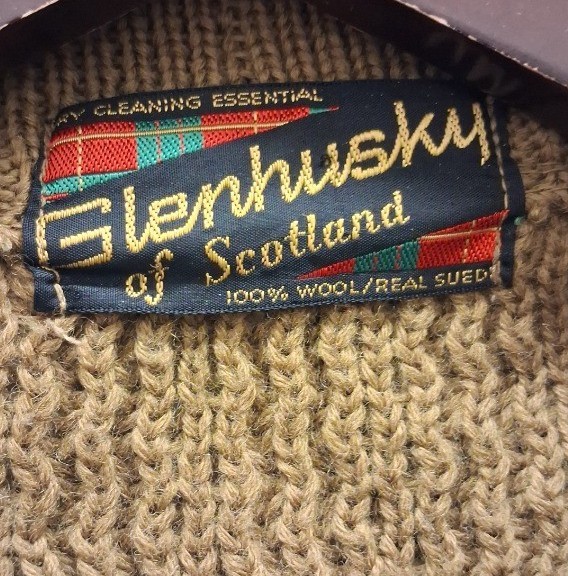 RY CLEANING ESSENTIAL
Glenhusky
of Scotland
100% WOOL/REAL SUED